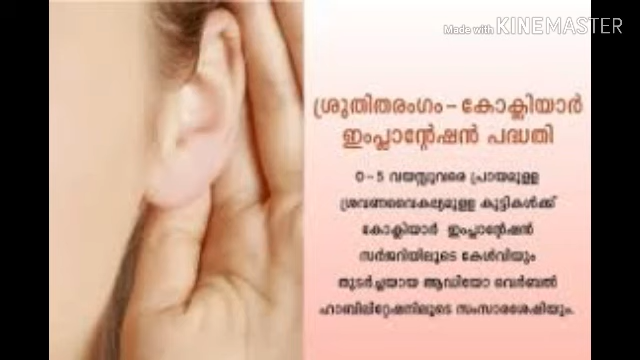 Made with KINEMASTER
ശ്രുതിതരംഗം - കോക്ലിയാർ
ഇംപ്ലാന്റേഷൻ പദ്ധതി
0-5 വയസ്സുവരെ പ്രായമുള്ള
ശ്രവണവൈകല്യമുള്ള കുട്ടികൾക്ക്
കോക്ലിയാർ ഇംപ്ലാന്റേഷൻ
സർജറിയിലൂടെ കേൾവിയും
തുടർച്ചയായ ആഡിയോ വെർബൽ
ഹാബിലിറ്റേഷനിലൂടെ സംസാരശേഷിയും.